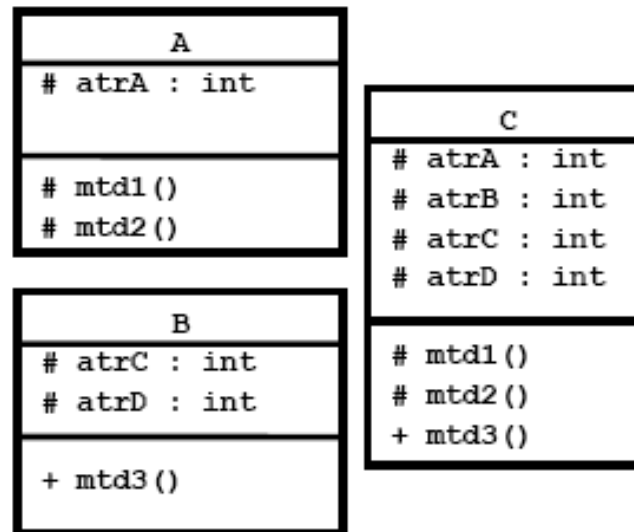 A
# atrA : int
# mtd1()
# mtd2()
B
# atrC : int
# atrD : int
+ mtd3()
C
# atrA : int
# atrB : int
# atrC : int
# atrD : int
# mtd1()
# mtd2()
+ mtd3()